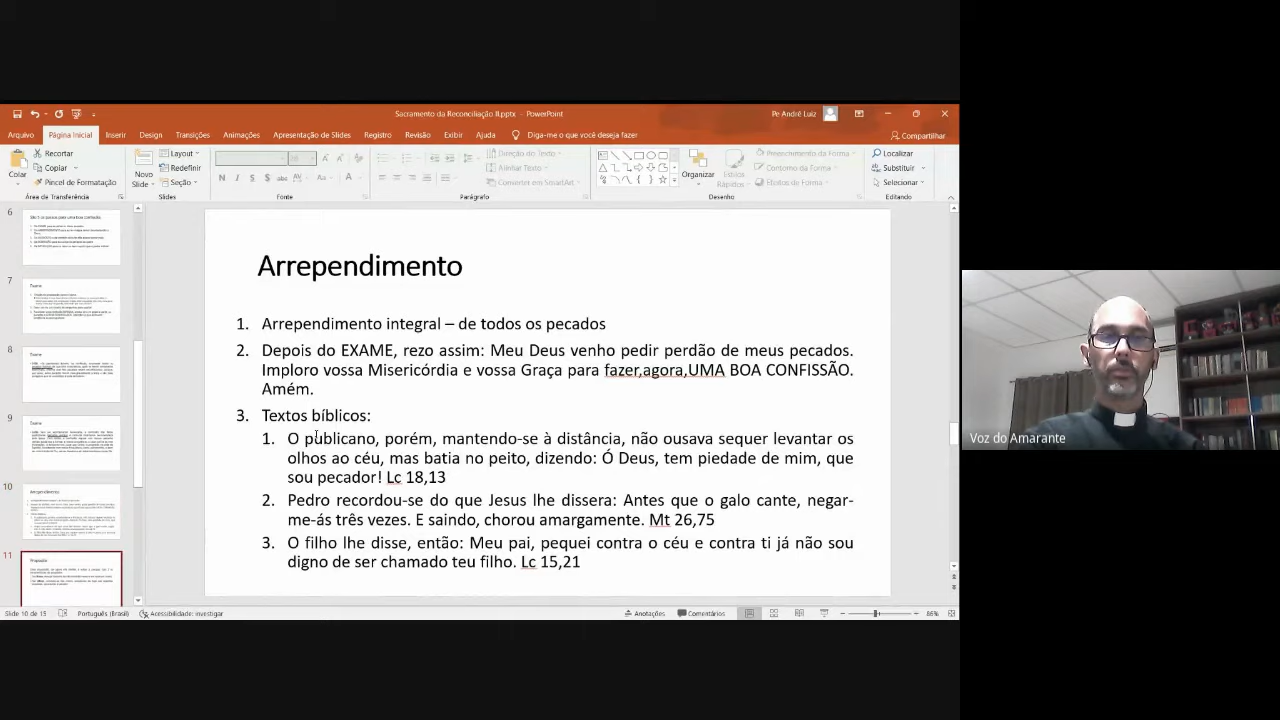 Sacramento da Reconciliação II.pptx – PowerPoint
Pe André Luiz
Arquivo Página Inicial Inserir Design Transições Animações Apresentação de Slides Registro Revisão Exibir Ajuda Diga-me o que você deseja fazer
Compartilhar
Colar
Recortar
Copiar
Pincel de Formatação
Área de Transferência
Novo
Slide
Layout
Redefinir
Seção
Slides
Fonte
Direção do Texto
Alinhar Texto
Converter em SmartArt
Parágrafo
Organizar
Estilos
Rápidos
Preenchimento da Forma
Contorno da Forma
Efeitos de Forma
Desenho
Localizar
Substituir
Selecionar
Editando
6
7
8
9
10
11
Arrependimento
1. Arrependimento integral – de todos os pecados
2. Depois do EXAME, rezo assim: Meu Deus venho pedir perdão de meus pecados.
Imploro vossa Misericórdia e vossa Graça para fazer,agora,UMA BOA CONFISSÃO.
Amém.
3. Textos bíblicos:
1. O publicano, porém, mantendo-se à distância, não ousava sequer levantar os
olhos ao céu, mas batia no peito, dizendo: Ó Deus, tem piedade de mim, que
sou pecador! Lc 18,13
2. Pedro recordou-se do que Jesus lhe dissera: Antes que o galo cante, negar-
me-ás três vezes. E saindo, chorou amargamente. Mt 26,75
3. O filho lhe disse, então: Meu pai, pequei contra o céu e contra ti já não sou
digno de ser chamado teu filho. Lc 15,21
Voz do Amarante
Slide 10 de 15 Português (Brasil) Acessibilidade: investigar Anotações Comentários 86%